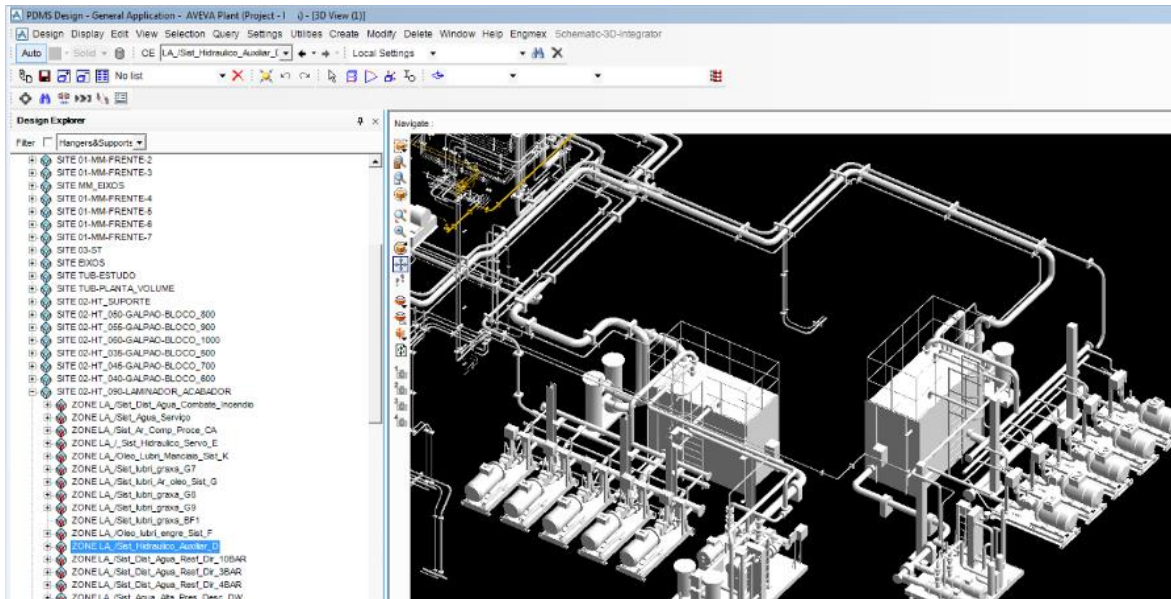 PDMS Design - General Application - AVEVA Plant (Project - ) - [3D View (1)]
Design Display Edit View Selection Query Settings Utilities Create Modify Delete Window Help Engmex Schematic-3D-Integrator
Auto Solid CE Local Settings
No list
Design Explorer
Navigate :
Filter Hangers&Supports
SITE 01-MM-FRENTE-2
SITE 01-MM-FRENTE-3
SITE MM_EIXOS
SITE 01-MM-FRENTE-4
SITE 01-MM-FRENTE-5
SITE 01-MM-FRENTE-6
SITE 01-MM-FRENTE-7
SITE 03-ST
SITE EIXOS
SITE TUB-ESTUDO
SITE TUB-PLANTA_VOLUME
SITE 02-HT_SUPORTE
SITE 02-HT_050-GALPAO-BLOCO_800
SITE 02-HT_055-GALPAO-BLOCO_900
SITE 02-HT_060-GALPAO-BLOCO_1000
SITE 02-HT_035-GALPAO-BLOCO_500
SITE 02-HT_045-GALPAO-BLOCO_700
SITE 02-HT_040-GALPAO-BLOCO_600
SITE 02-HT_090-LAMINADOR_ACABADOR
ZONE LA_/Sist_Dist_Agua_Combate_Incendio
ZONE LA_/Sist_Agua_Serviço
ZONE LA_/Sist_Ar_Comp_Proce_CA
ZONE LA_/_Sist_Hidraulico_Servo_E
ZONE LA_/Oleo_Lubri_Manciais_Sist_K
ZONE LA_/Sist_lubri_graxa_G7
ZONE LA_/Sist_lubri_Ar_oleo_Sist_G
ZONE LA_/Sist_lubri_graxa_G8
ZONE LA_/Sist_lubri_graxa_G9
ZONE LA_/Sist_lubri_graxa_BF1
ZONE LA_/Oleo_lubri_engre_Sist_F
ZONE LA_/Sist_Hidraulico_Auxiliar_D
ZONE LA_/Sist_Dist_Agua_Resf_Dir_10BAR
ZONE LA_/Sist_Dist_Agua_Resf_Dir_3BAR
ZONE LA_/Sist_Dist_Agua_Resf_Dir_4BAR
ZONE LA_/Sist_Agua_Alta_Pres_Desc_DW